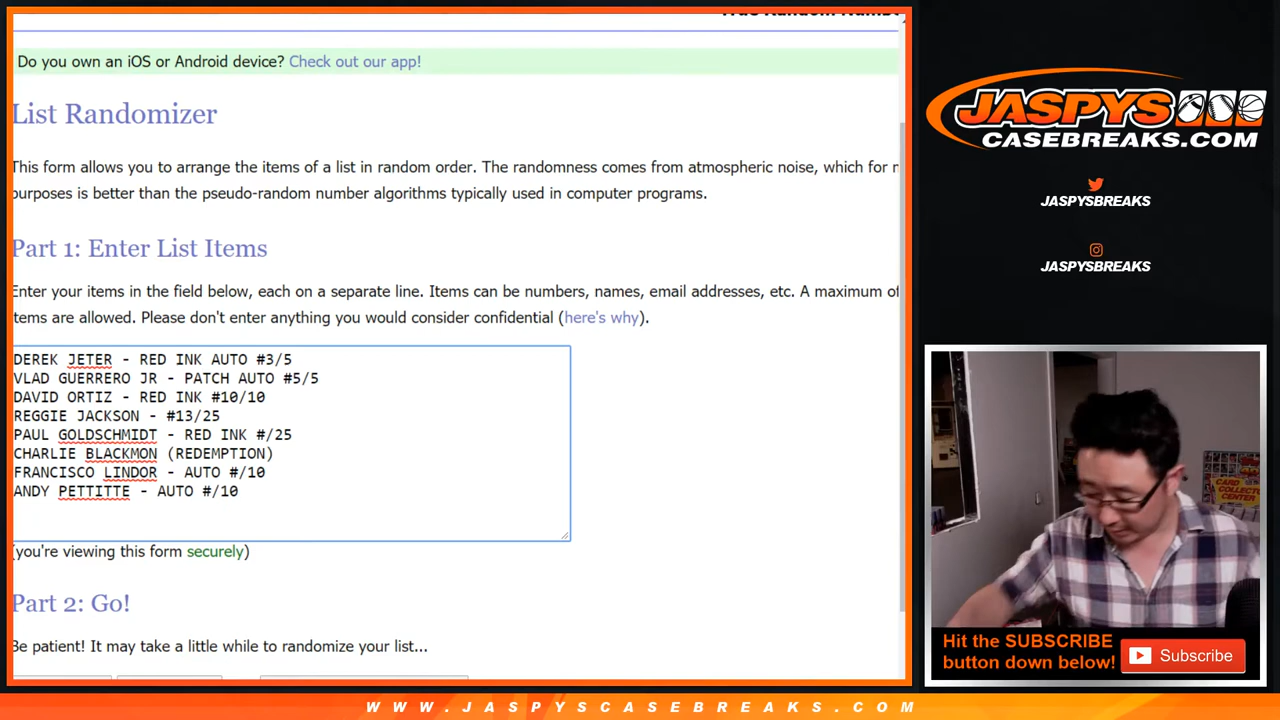 Do you own an iOS or Android device? Check out our app!
List Randomizer
This form allows you to arrange the items of a list in random order. The randomness comes from atmospheric noise, which for
purposes is better than the pseudo-random number algorithms typically used in computer programs.
Part 1: Enter List Items
Enter your items in the field below, each on a separate line. Items can be numbers, names, email addresses, etc. A maximum of
items are allowed. Please don't enter anything you would consider confidential (here's why).
DEREK JETER - RED INK AUTO #3/5
VLAD GUERRERO JR - PATCH AUTO #5/5
DAVID ORTIZ - RED INK #10/10
REGGIE JACKSON - #13/25
PAUL GOLDSCHMIDT - RED INK #/25
CHARLIE BLACKMON (REDEMPTION)
FRANCISCO LINDOR - AUTO #/10
ANDY PETTITTE - AUTO #/10
(you're viewing this form securely)
Part 2: Go!
Be patient! It may take a little while to randomize your list...
JASPYS
CASEBREAKS.COM
JASPYSBREAKS
JASPYSBREAKS
CARD
COLLECTOR
CENTER
Hit the SUBSCRIBE
button down below!
Subscribe
WWW.JASPYSCASEBREAKS.COM